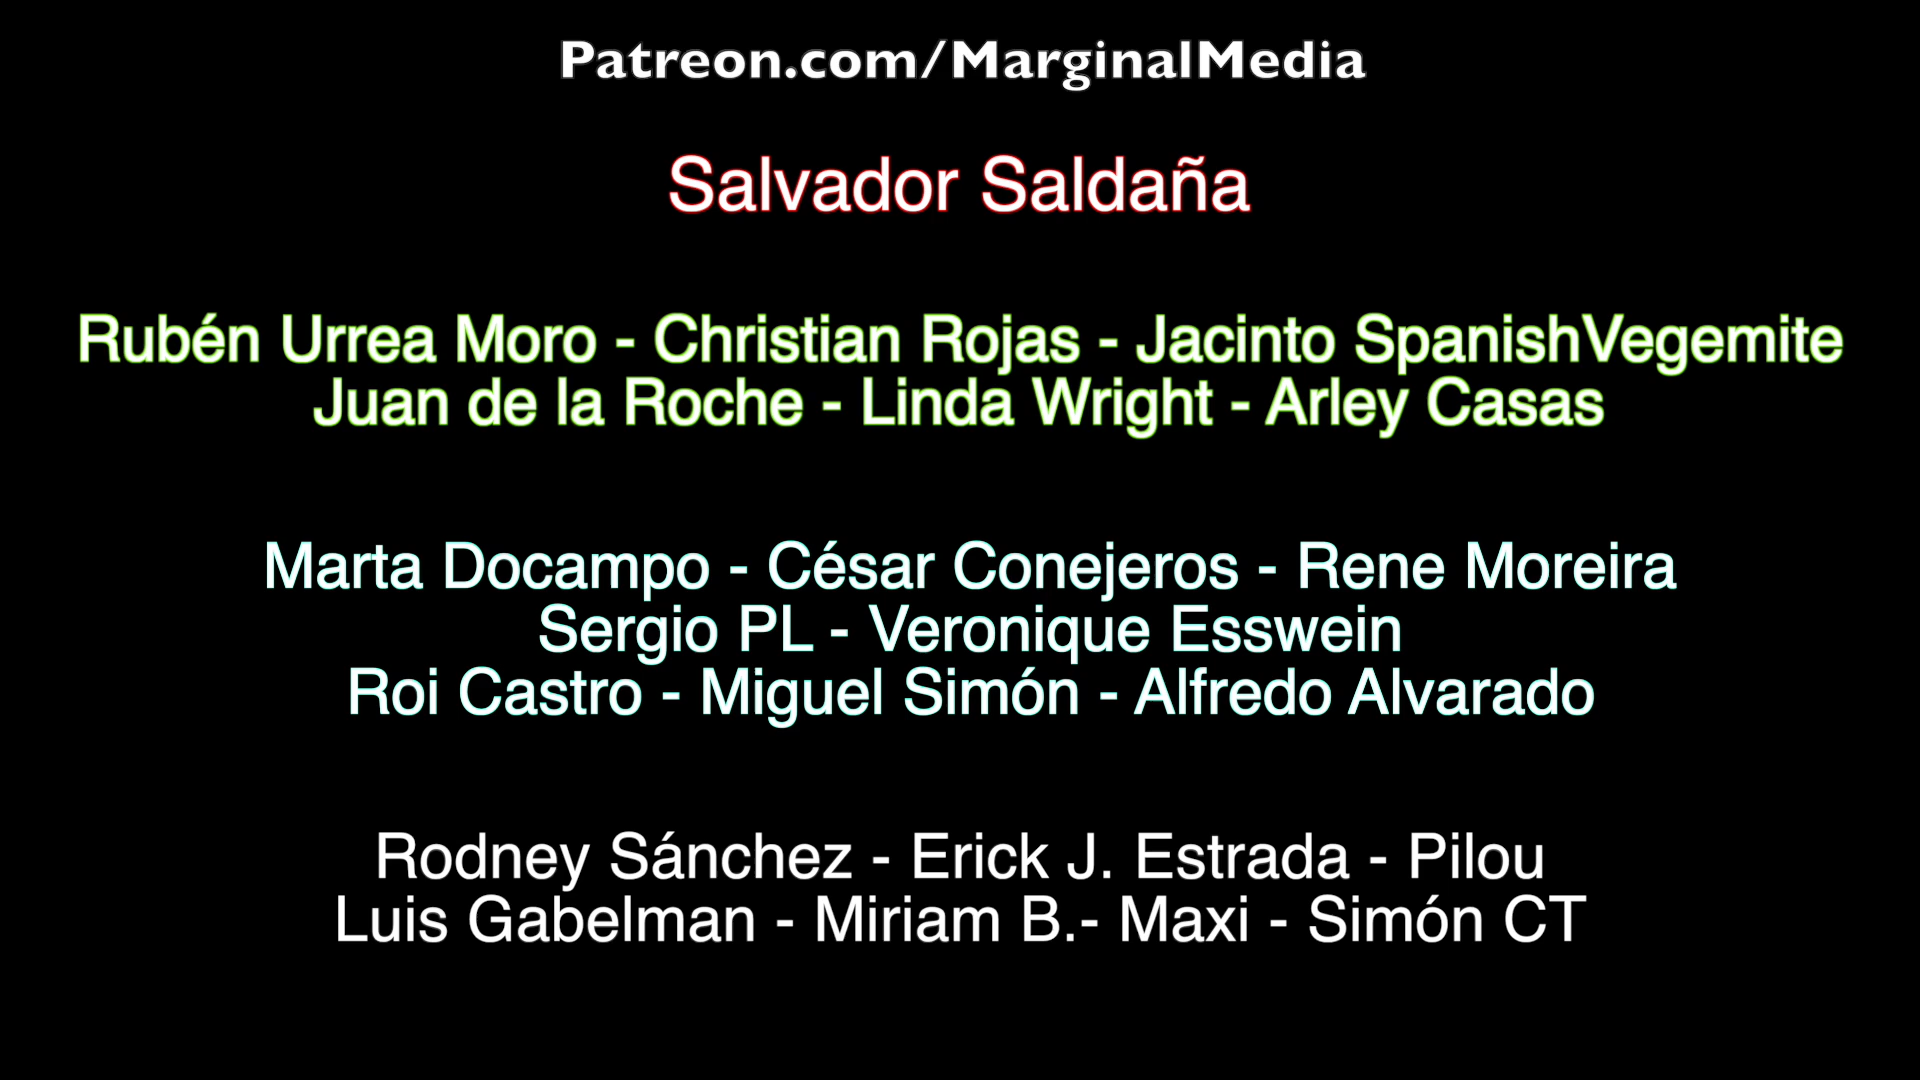 Patreon.com/MarginalMedia
Salvador Saldaña
Rubén Urrea Moro - Christian Rojas - Jacinto SpanishVegemite
Juan de la Roche - Linda Wright - Arley Casas
Marta Docampo - César Conejeros - Rene Moreira
Sergio PL - Veronique Esswein
Roi Castro - Miguel Simón - Alfredo Alvarado
Rodney Sánchez - Erick J. Estrada - Pilou
Luis Gabelman - Miriam B.- Maxi - Simón CT